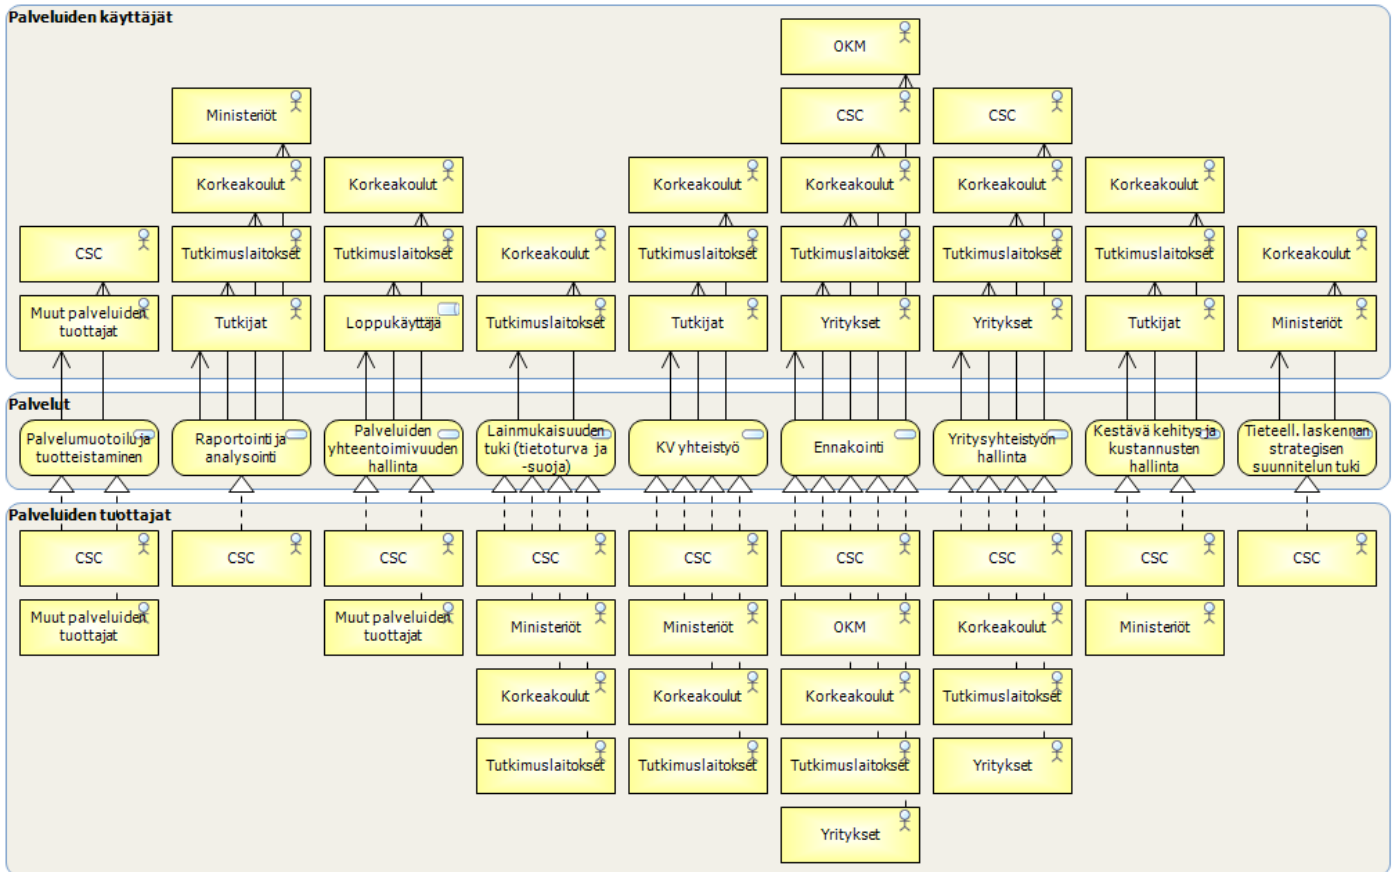 Palveluiden käyttäjät
OKM
Ministeriöt
CSC
CSC
Korkeakoulut
Korkeakoulut
Korkeakoulut
Korkeakoulut
Korkeakoulut
Korkeakoulut
CSC
Tutkimuslaitokset
Tutkimuslaitokset
Korkeakoulut
Tutkimuslaitokset
Tutkimuslaitokset
Tutkimuslaitokset
Tutkimuslaitokset
Korkeakoulut
Muut palveluiden
tuottajat
Tutkijat
Loppukäyttäjä
Tutkimuslaitokset
Tutkijat
Yritykset
Yritykset
Tutkijat
Ministeriöt
Palvelut
Palvelumuotoilu ja
tuotteistaminen
Raportointi ja
analysointi
Palveluiden
yhteentoimivuuden
hallinta
Lainmukaisuuden
tuki (tietoturva ja
-suoja)
KV yhteistyö
Ennakointi
Yritysyhteistyön
hallinta
Kestävä kehitys ja
kustannusten
hallinta
Tieteell. laskennan
strategisen
suunnitelun tuki
Palveluiden tuottajat
CSC
CSC
CSC
CSC
CSC
CSC
CSC
CSC
CSC
Muut palveluiden
tuottajat
Muut palveluiden
tuottajat
Ministeriöt
Ministeriöt
OKM
Korkeakoulut
Ministeriöt
Korkeakoulut
Korkeakoulut
Korkeakoulut
Tutkimuslaitokset
Tutkimuslaitokset
Tutkimuslaitokset
Tutkimuslaitokset
Yritykset
Yritykset